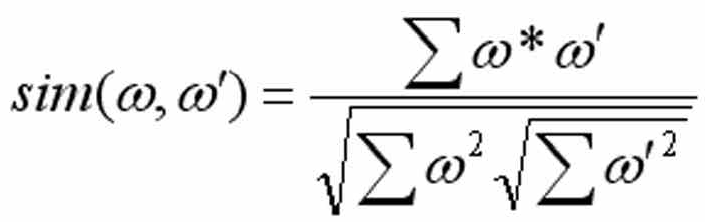 sim(ω, ω′) = ∑ ω * ω′ / √(∑ ω² √(∑ ω′ ²))